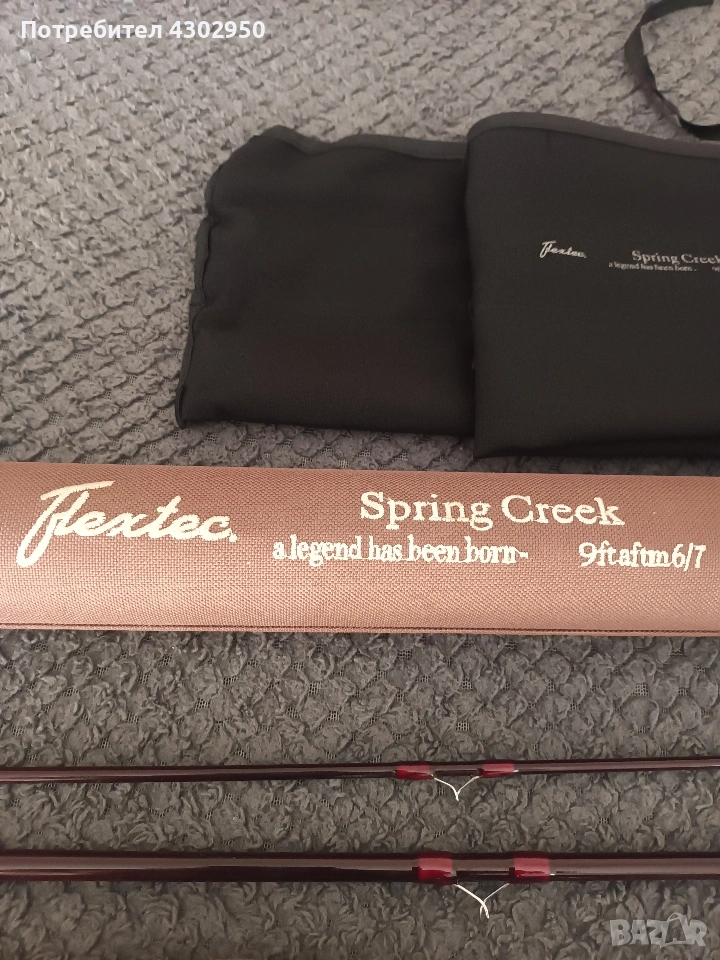 Потребител 4302950
Flextec.
Spring Creek
a legend has been born -
Flextec.
Spring Creek
a legend has been born-
9ft aftm 6/7
BAZAR